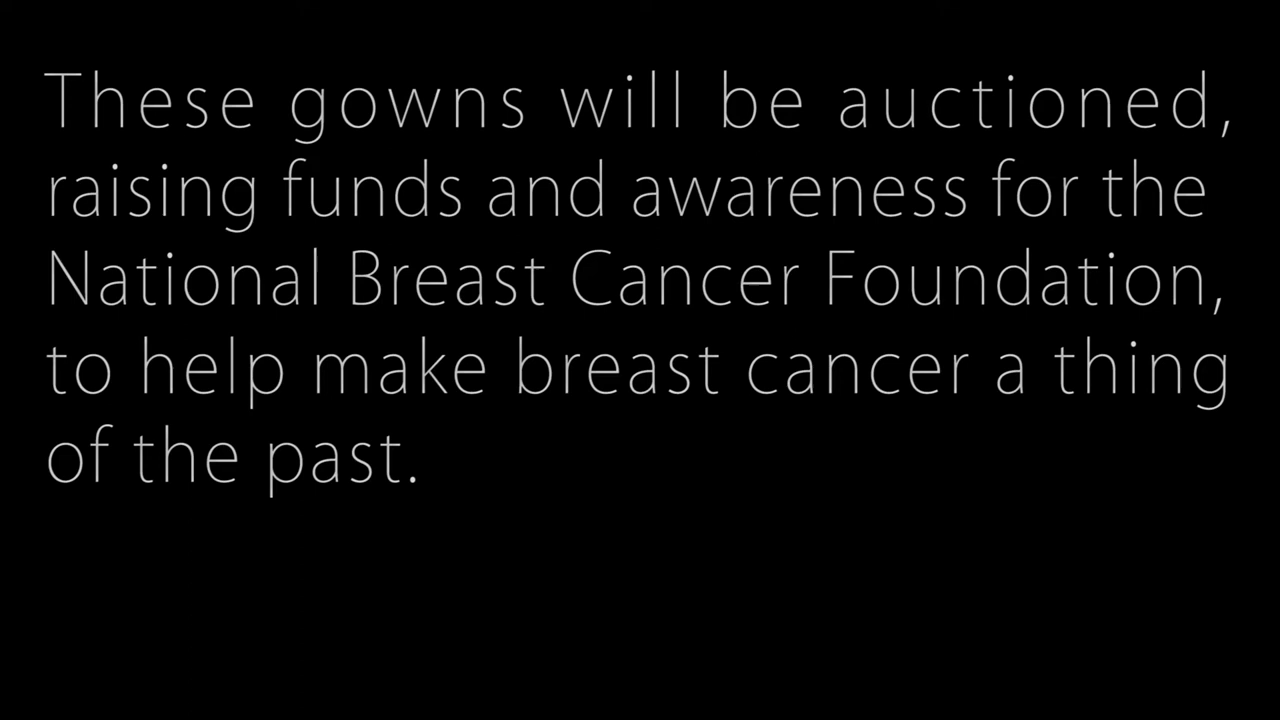 These gowns will be auctioned,
raising funds and awareness for the
National Breast Cancer Foundation,
to help make breast cancer a thing
of the past.